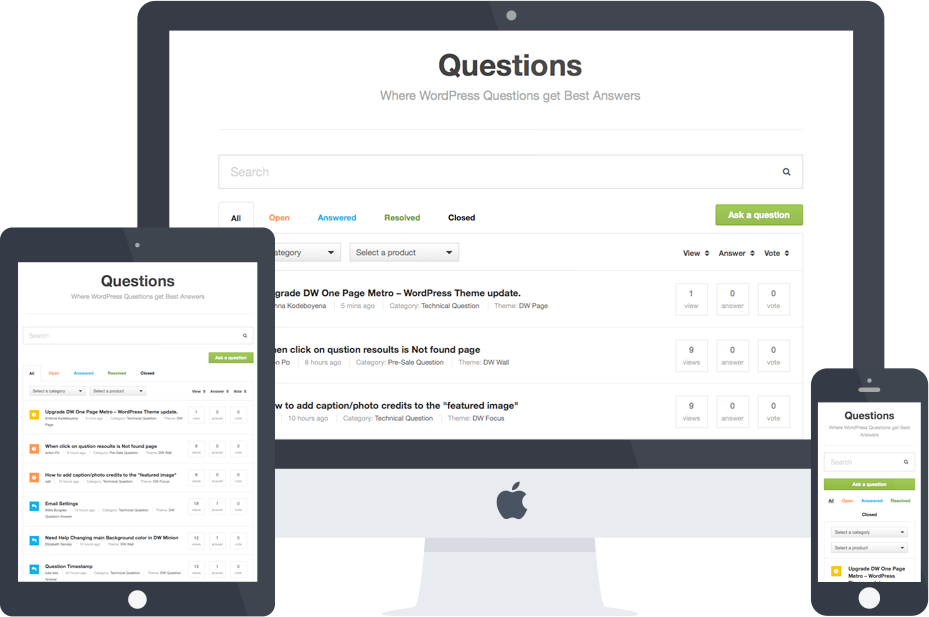 Questions
Where WordPress Questions get Best Answers
Search
All Open Answered Resolved Closed Ask a question
ategory Select a product View Answer Vote
grade DW One Page Metro – WordPress Theme update. 1 0 0
nna Kodeboyena 5 mins ago Category: Technical Question Theme: DW Page view answer vote
en click on qustion resoults is Not found page 9 0 0
on Po 8 hours ago Category: Pre-Sale Question Theme: DW Wall views answer vote
w to add caption/photo credits to the "featured image" 9 0 0
10 hours ago Category: Technical Question Theme: DW Focus views answer vote
Questions
Where WordPress Questions get Best Answers
Search
Ask a question
All Open Answered Resolved Closed
Select a category Select a product View Answer Vote
Upgrade DW One Page Metro – WordPress Theme update. 1 0 0
Kristina Kodeboyena 5 mins ago Category: Technical Question Theme: DW view answer vote
Page
When click on qustion resoults is Not found page 9 0 0
anton Po 8 hours ago Category: Pre-Sale Question Theme: DW Wall views answer vote
How to add caption/photo credits to the "featured image" 9 0 0
10 hours ago Category: Technical Question Theme: DW Focus views answer vote
Email Settings 1 0
Mike Burgess 12 hours ago Category: Technical Question Theme: DW views answer vote
Question Answer
Need Help Changing main Background color in DW Minion 12 1 0
Elizabeth 14 hours ago Theme: DW Wall views answer vote
Question Timestamp 1 0
hours ago Category: Technical Question Theme: DW Question views answer vote
Answer
Questions
Where WordPress Questions get Best
Answers
Search
Ask a question
All Open Answered Resolved
Closed
Select a category
Select a product
Upgrade DW One Page
Metro – WordPress